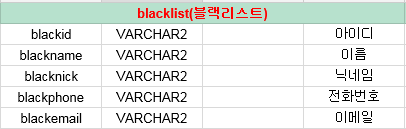 blacklist(블랙리스트)
blackid VARCHAR2 아이디
blackname VARCHAR2 이름
blacknick VARCHAR2 닉네임
blackphone VARCHAR2 전화번호
blackemail VARCHAR2 이메일